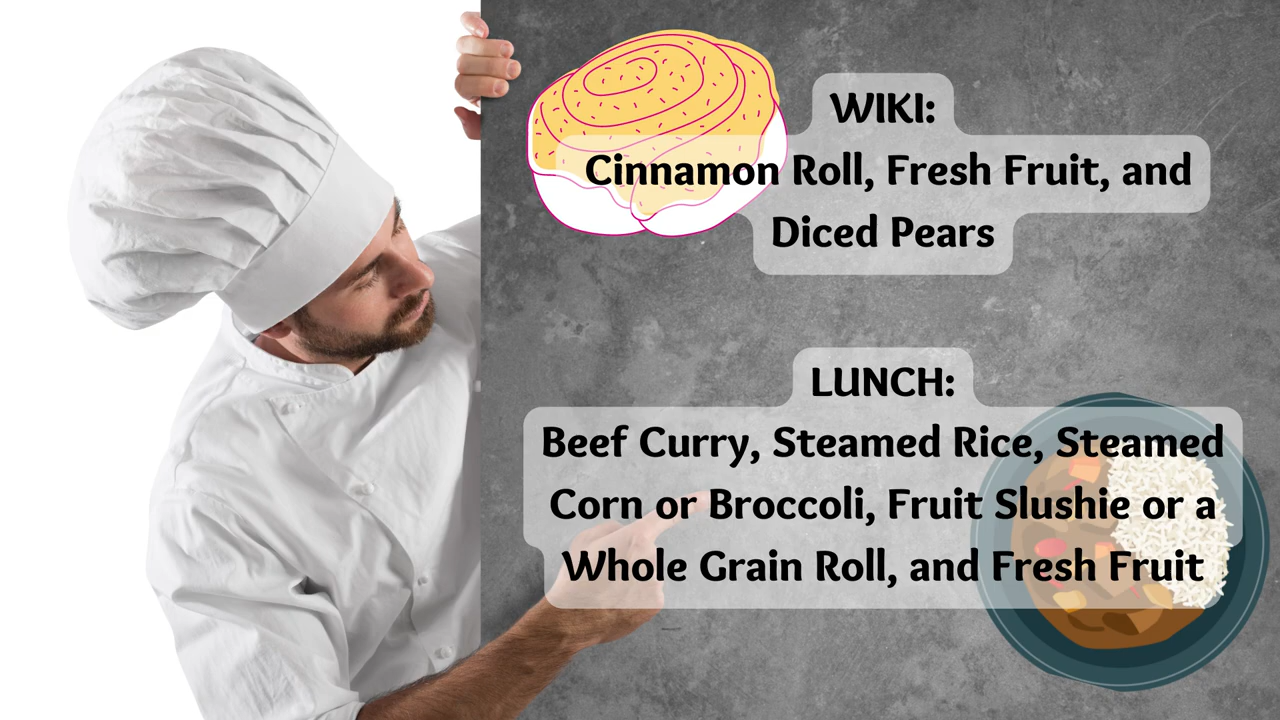 WIKI:
Cinnamon Roll, Fresh Fruit, and
Diced Pears
LUNCH:
Beef Curry, Steamed Rice, Steamed
Corn or Broccoli, Fruit Slushie or a
Whole Grain Roll, and Fresh Fruit